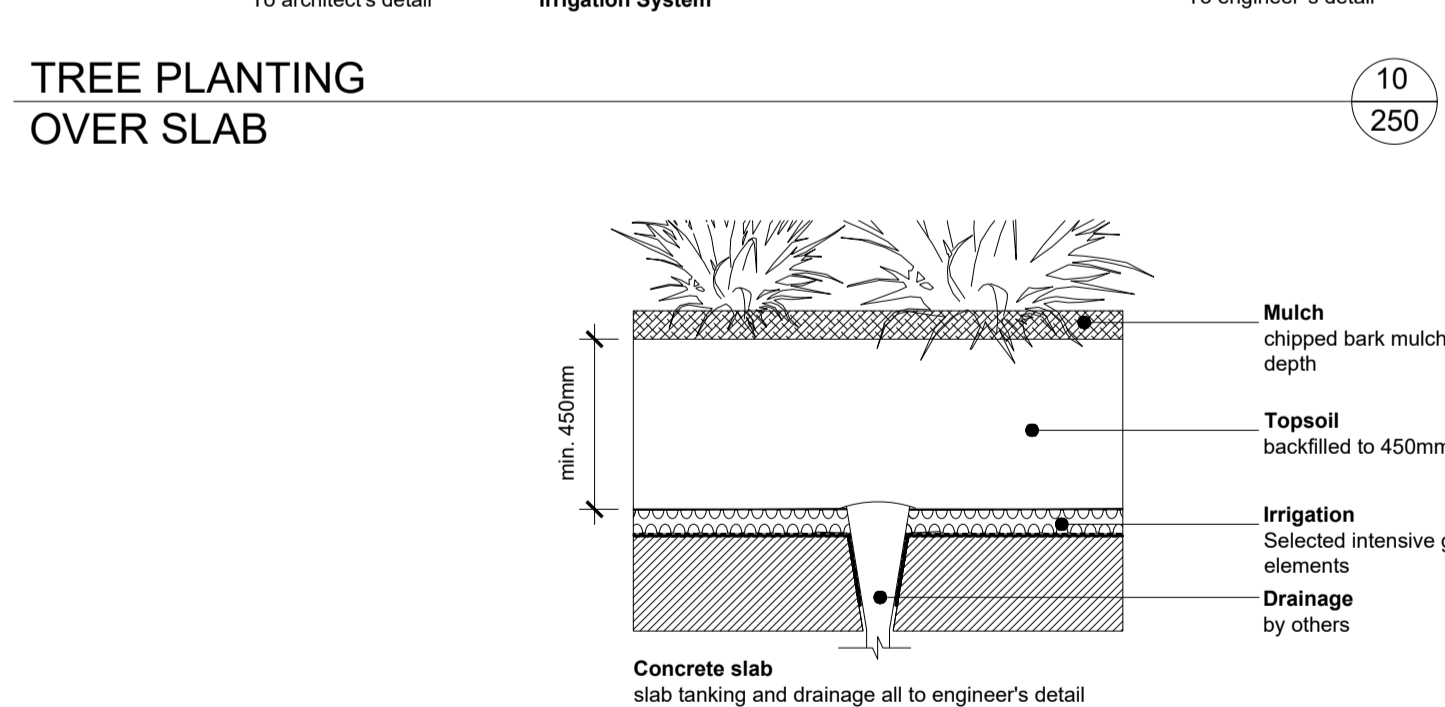 To architect's detail
Irrigation System
To engineer's detail
TREE PLANTING
OVER SLAB
10
250
Mulch
chipped bark mulch
depth
min. 450mm
Topsoil
backfilled to 450mm
Irrigation
Selected intensive
elements
Drainage
by others
Concrete slab
slab tanking and drainage all to engineer's detail